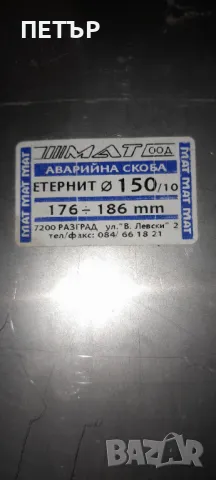 ПЕТЪР
МАТ ООД
АВАРИЙНА СКОБА
ЕТЕРНИТ Ø 150/10
176 ÷ 186 mm
7200 РАЗГРАД ул."В. Левски" 2
тел/факс: 084/ 66 18 21
МАТ МАТ МАТ
МАТ МАТ МАТ
bazar